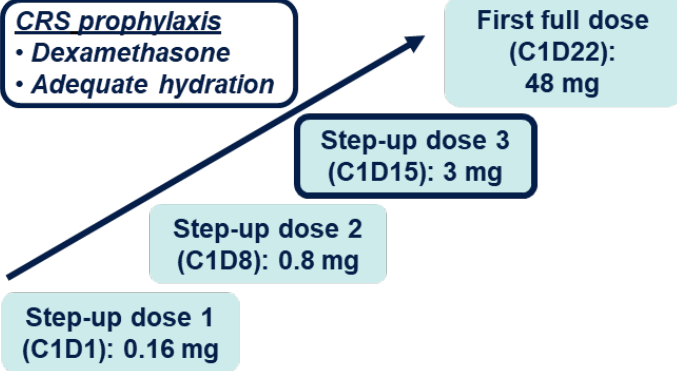 CRS prophylaxis
• Dexamethasone
• Adequate hydration
First full dose
(C1D22):
48 mg
Step-up dose 3
(C1D15): 3 mg
Step-up dose 2
(C1D8): 0.8 mg
Step-up dose 1
(C1D1): 0.16 mg